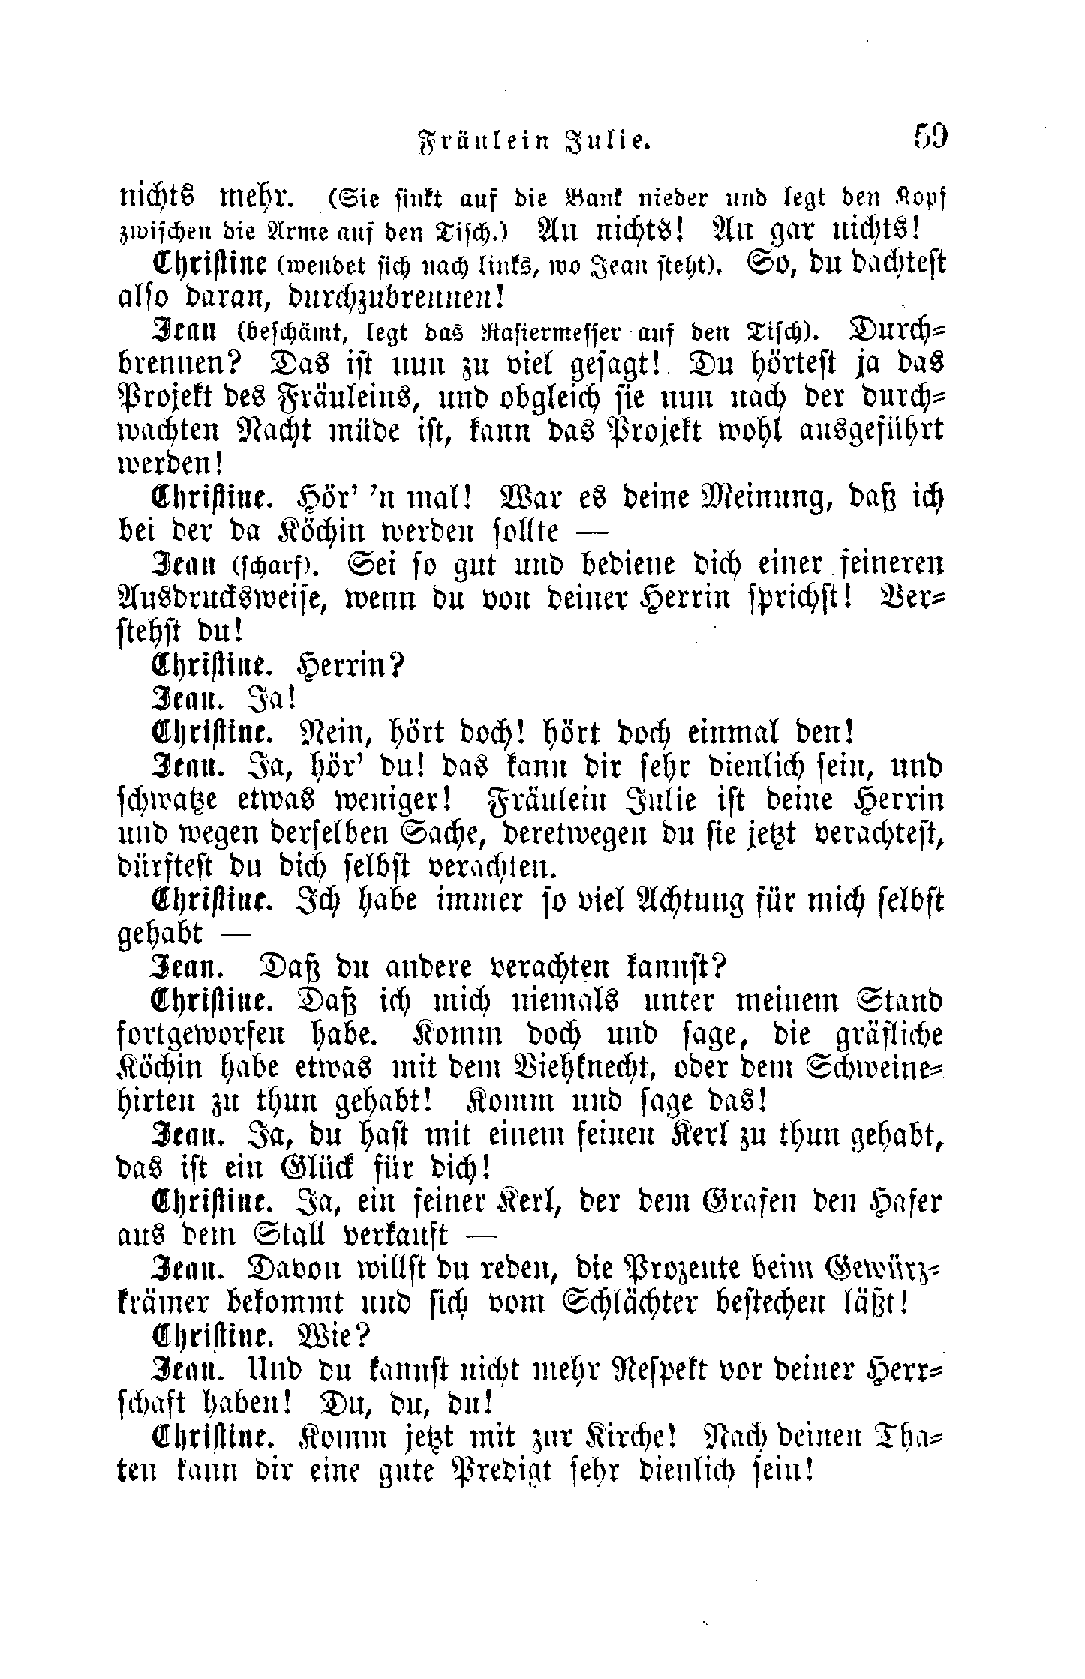 Fräulein Julie. 59
nichts mehr. (Sie sinkt auf die Bank nieder und legt den Kopf
zwischen die Arme auf den Tisch.) An nichts! An gar nichts!
Christine (wendet sich nach links, wo Jean steht). So, du dachtest
also daran, durchzubrennen!
Jean (beschämt, legt das Rasiermesser auf den Tisch). Durch-
brennen? Das ist nun zu viel gesagt! Du hörtest ja das
Projekt des Fräuleins, und obgleich sie nun nach der durch-
wachten Nacht müde ist, kann das Projekt wohl ausgeführt
werden!
Christine. Hör' 'n mal! War es deine Meinung, daß ich
bei der da Köchin werden sollte —
Jean (scharf). Sei so gut und bediene dich einer feineren
Ausdrucksweise, wenn du von deiner Herrin sprichst! Ver-
stehst du!
Christine. Herrin?
Jean. Ja!
Christine. Nein, hört doch! hört doch einmal den!
Jean. Ja, hör' du! das kann dir sehr dienlich sein, und
schwatze etwas weniger! Fräulein Julie ist deine Herrin
und wegen derselben Sache, deretwegen du sie jetzt verachtest,
dürftest du dich selbst verachten.
Christine. Ich habe immer so viel Achtung für mich selbst
gehabt —
Jean. Daß du andere verachten kannst?
Christine. Daß ich mich niemals unter meinem Stand
fortgeworfen habe. Komm doch und sage, die gräfliche
Köchin habe etwas mit dem Viehknecht, oder dem Schweine-
hirten zu thun gehabt! Komm und sage das!
Jean. Ja, du hast mit einem feinen Kerl zu thun gehabt,
das ist ein Glück für dich!
Christine. Ja, ein feiner Kerl, der dem Grafen den Hafer
aus dem Stall verkauft —
Jean. Davon willst du reden, die Prozente beim Gewürz-
krämer bekommt und sich vom Schlächter bestechen läßt!
Christine. Wie?
Jean. Und du kannst nicht mehr Respekt vor deiner Herr-
schaft haben! Du, du, du!
Christine. Komm jetzt mit zur Kirche! Nach deinen Tha-
ten kann dir eine gute Predigt sehr dienlich sein!